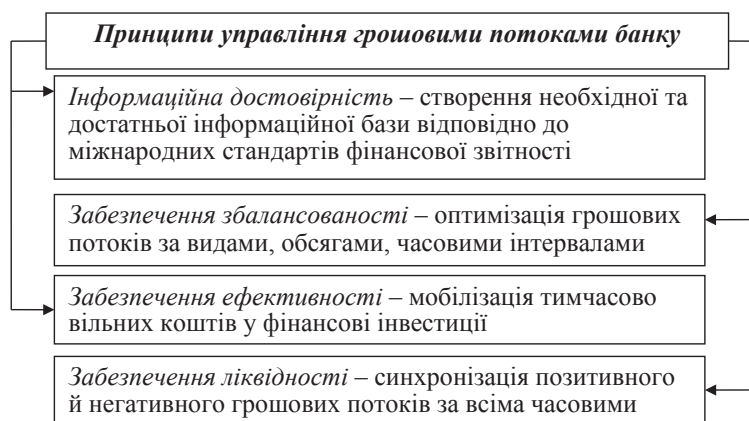 Принципи управління грошовими потоками банку
Інформаційна достовірність – створення необхідної та
достатньої інформаційної бази відповідно до
міжнародних стандартів фінансової звітності
Забезпечення збалансованості – оптимізація грошових
потоків за видами, обсягами, часовими інтервалами
Забезпечення ефективності – мобілізація тимчасово
вільних коштів у фінансові інвестиції
Забезпечення ліквідності – синхронізація позитивного
й негативного грошових потоків за всіма часовими